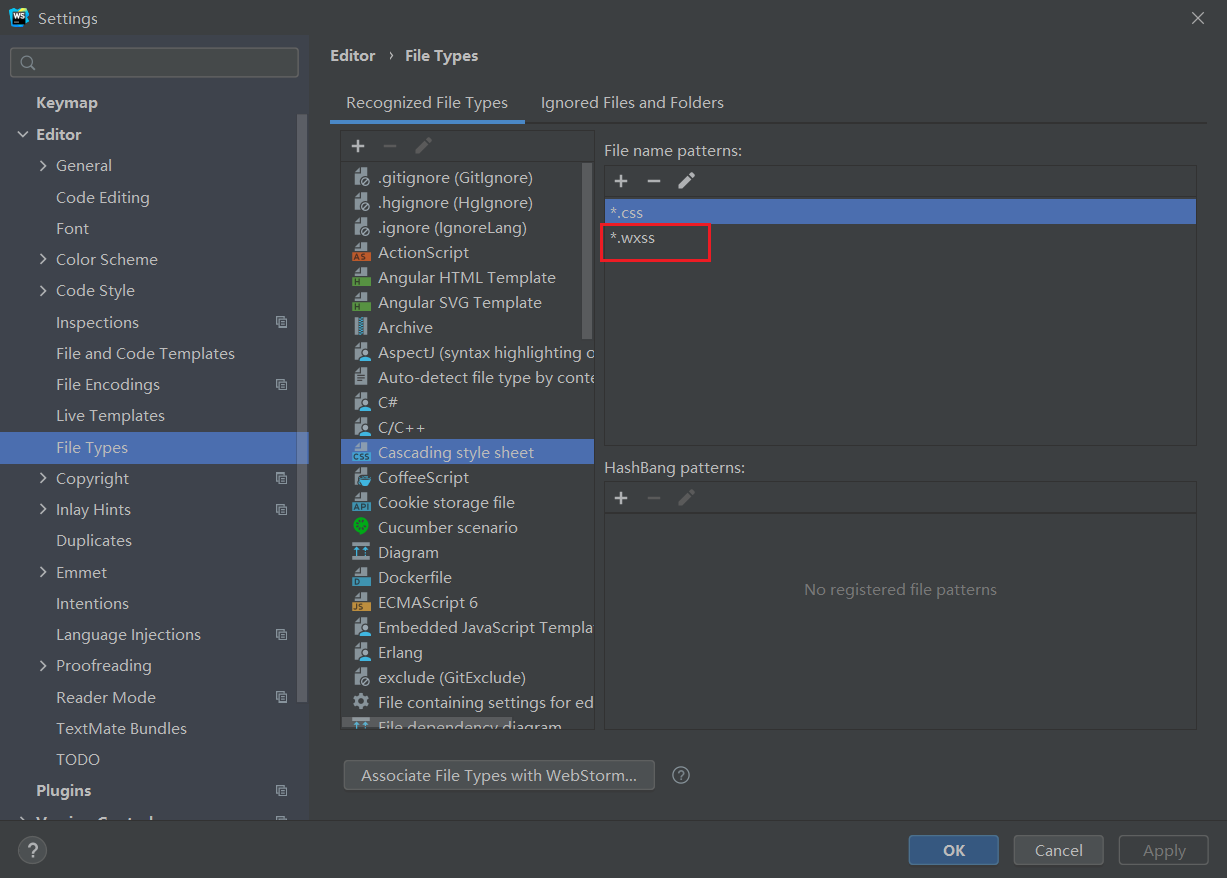 WS
Settings
Keymap
Editor
General
Code Editing
Font
Color Scheme
Code Style
Inspections
File and Code Templates
File Encodings
Live Templates
File Types
Copyright
Inlay Hints
Duplicates
Emmet
Intentions
Language Injections
Proofreading
Reader Mode
TextMate Bundles
TODO
Plugins
Editor › File Types
Recognized File Types
Ignored Files and Folders
.gitignore (GitIgnore)
.hgignore (HgIgnore)
.ignore (IgnoreLang)
AS
ActionScript
H
Angular HTML Template
H
Angular SVG Template
Archive
AspectJ (syntax highlighting o
Auto-detect file type by conte
C#
C/C++
CSS
Cascading style sheet
CoffeeScript
API
Cookie storage file
Cucumber scenario
Diagram
D
Dockerfile
JS
ECMAScript 6
Embedded JavaScript Templa
Erlang
exclude (GitExclude)
File containing settings for ed
File dependency diagram
File name patterns:
*.css
*.wxss
HashBang patterns:
No registered file patterns
Associate File Types with WebStorm...
?
?
OK
Cancel
Apply